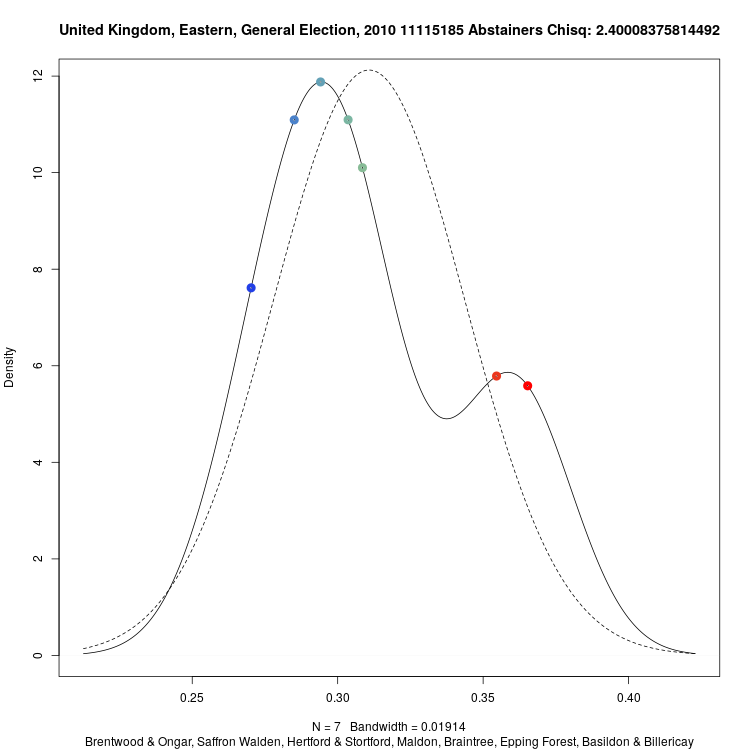 United Kingdom, Eastern, General Election, 2010 11115185 Abstainers Chisq: 2.40008375814492
12
10
8
6
4
2
0
Density
0.25 0.30 0.35 0.40
N = 7 Bandwidth = 0.01914
Brentwood & Ongar, Saffron Walden, Hertford & Stortford, Maldon, Braintree, Epping Forest, Basildon & Billericay